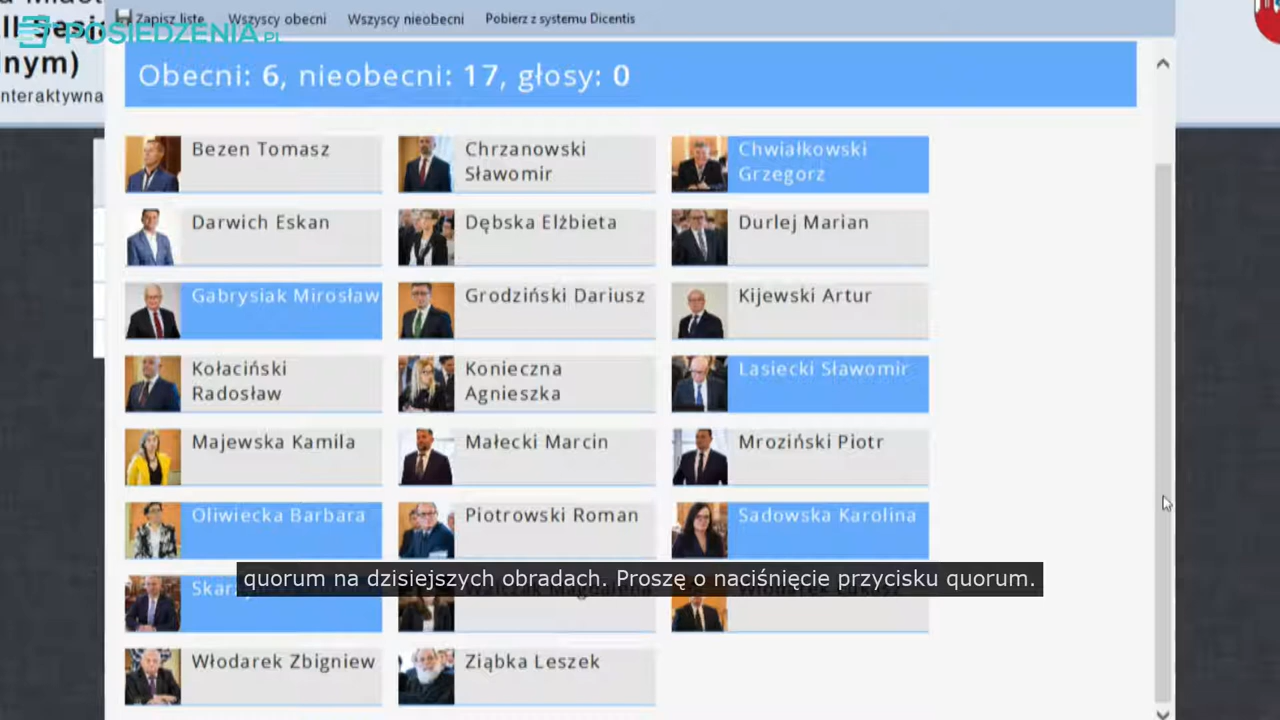 Zapisz listę
Wszyscy obecni
Wszyscy nieobecni
Pobierz z systemu Dicentis
POSIEDZENIA.PL
lnym)
nteraktywna
Obecni: 6, nieobecni: 17, głosy: 0
Bezen Tomasz
Chrzanowski
Sławomir
Chwiałkowski
Grzegorz
Darwich Eskan
Dębska Elżbieta
Durlej Marian
Gabrysiak Mirosław
Grodziński Dariusz
Kijewski Artur
Kołaciński
Radosław
Konieczna
Agnieszka
Lasiecki Sławomir
Majewska Kamila
Małecki Marcin
Mroziński Piotr
Oliwiecka Barbara
Piotrowski Roman
Sadowska Karolina
quorum na dzisiejszych obradach. Proszę o naciśnięcie przycisku quorum.
Włodarek Zbigniew
Ziąbka Leszek